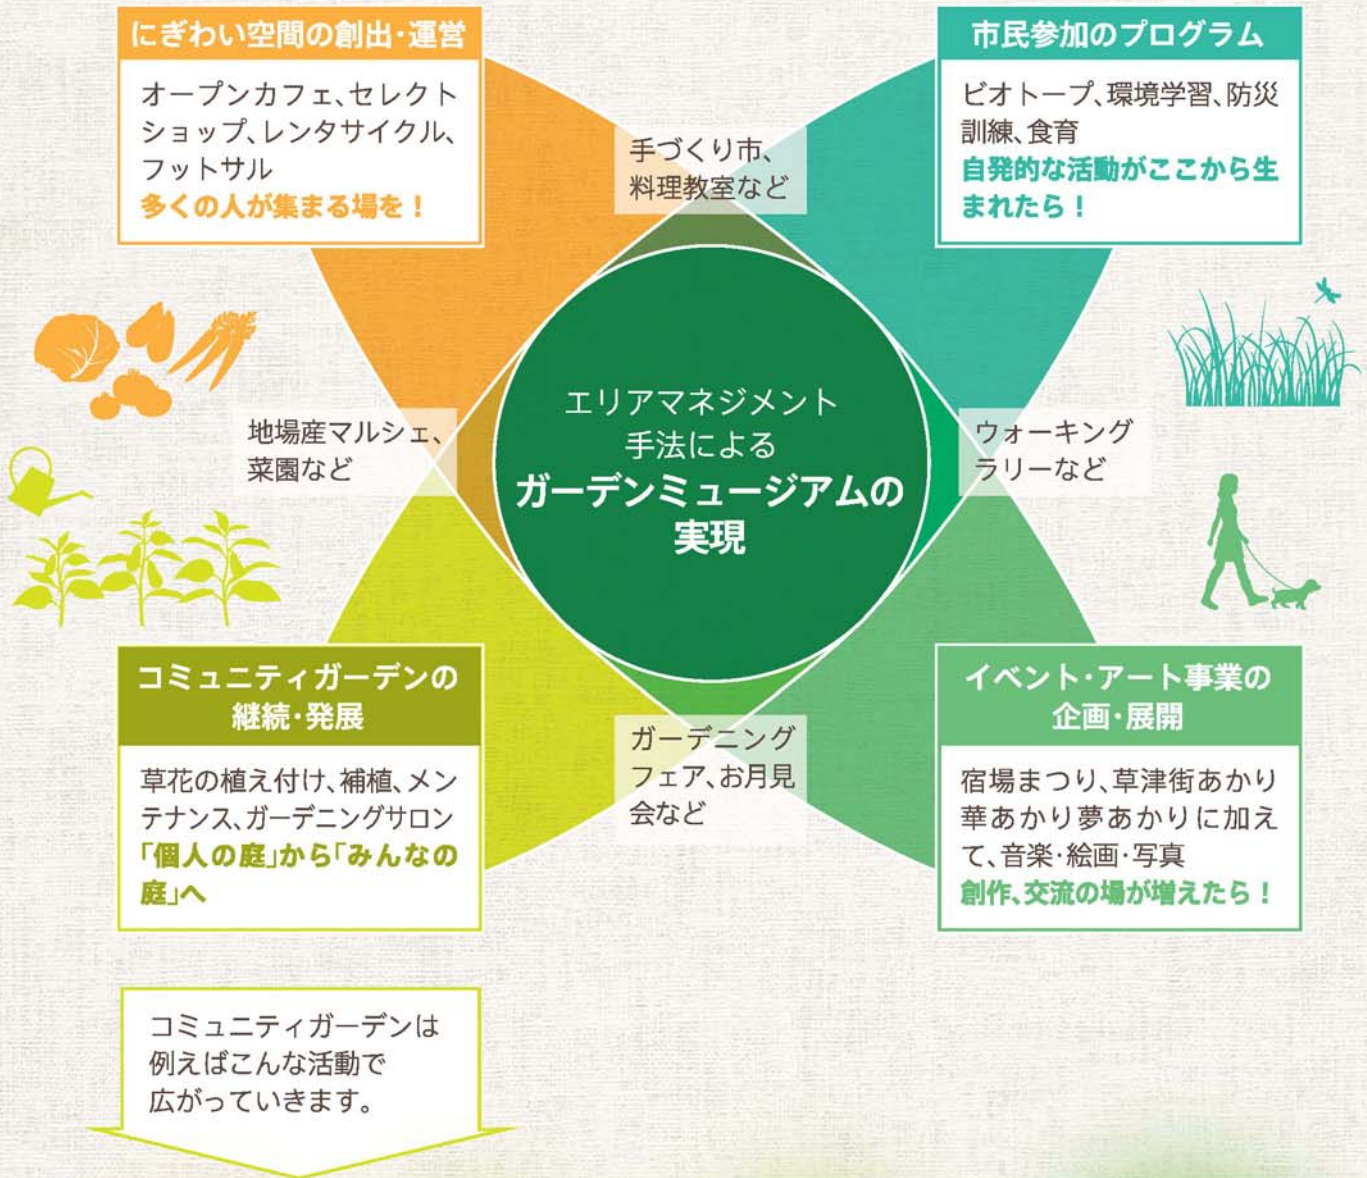 にぎわい空間の創出・運営
オープンカフェ、セレクト
ショップ、レンタサイクル、
フットサル
多くの人が集まる場を！
手づくり市、
料理教室など
市民参加のプログラム
ビオトープ、環境学習、防災
訓練、食育
自発的な活動がここから生
まれたら！
地場産マルシェ、
菜園など
エリアマネジメント
手法による
ガーデンミュージアムの
実現
ウォーキング
ラリーなど
コミュニティガーデンの
継続・発展
草花の植え付け、補植、メン
テナンス、ガーデニングサロン
「個人の庭」から「みんなの
庭」へ
ガーデニング
フェア、お月見
会など
イベント・アート事業の
企画・展開
宿場まつり、草津街あかり
華あかり夢あかりに加え
て、音楽・絵画・写真
創作、交流の場が増えたら！
コミュニティガーデンは
例えばこんな活動で
広がっていきます。